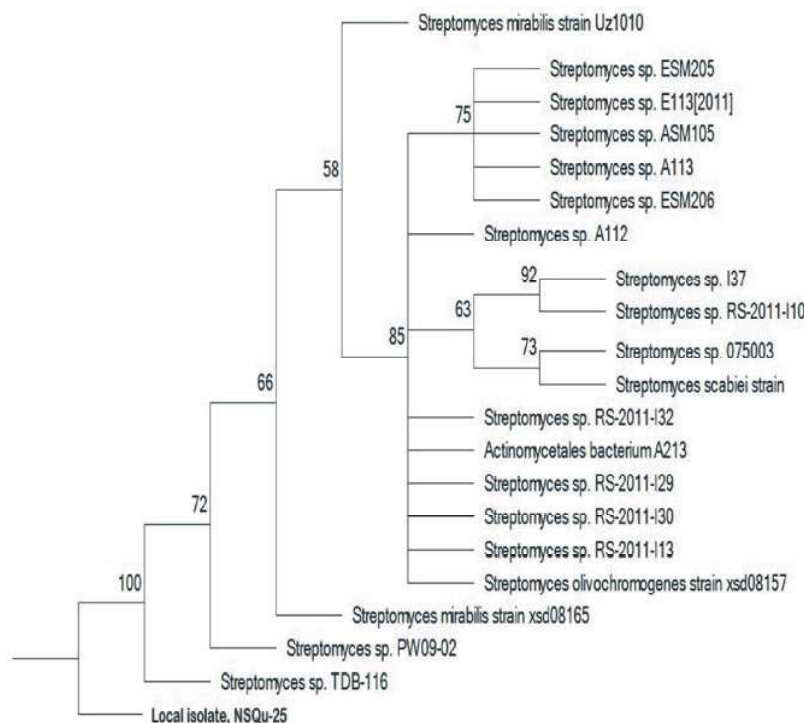 Streptomyces mirabilis strain Uz1010
Streptomyces sp. ESM205
75
Streptomyces sp. E113[2011]
Streptomyces sp. ASM105
58
Streptomyces sp. A113
Streptomyces sp. ESM206
Streptomyces sp. A112
92
Streptomyces sp. I37
63
Streptomyces sp. RS-2011-I10
85
73
Streptomyces sp. 075003
66
Streptomyces scabiei strain
Streptomyces sp. RS-2011-I32
Actinomycetales bacterium A213
Streptomyces sp. RS-2011-I29
72
Streptomyces sp. RS-2011-I30
Streptomyces sp. RS-2011-I13
100
Streptomyces olivochromogenes strain xsd08157
Streptomyces mirabilis strain xsd08165
Streptomyces sp. PW09-02
Streptomyces sp. TDB-116
Local isolate, NSQu-25